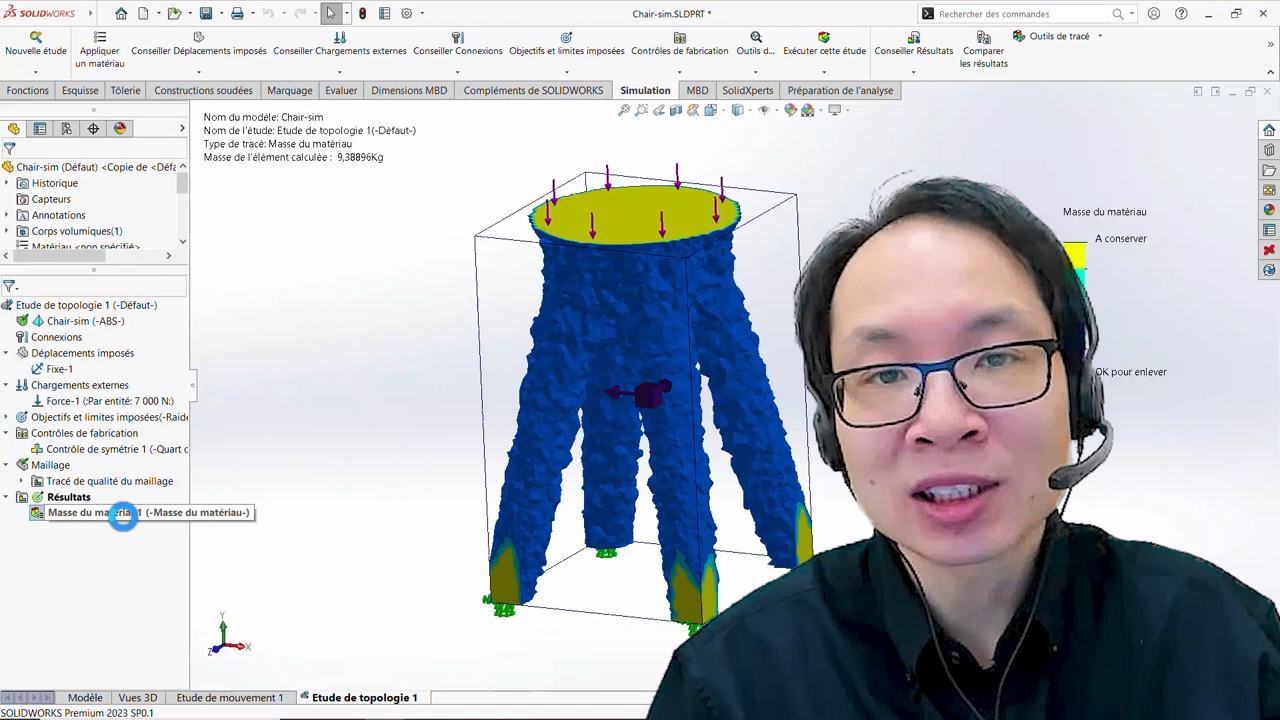 SOLIDWORKS
Chair-sim.SLDPRT *
Rechercher des commandes
Nouvelle étude
Appliquer un matériau
Conseiller Déplacements imposés
Conseiller Chargements externes
Conseiller Connexions
Objectifs et limites imposées
Contrôles de fabrication
Outils d...
Exécuter cette étude
Conseiller Résultats
Comparer les résultats
Outils de tracé
Fonctions
Esquisse
Tôlerie
Constructions soudées
Marquage
Evaluer
Dimensions MBD
Compléments de SOLIDWORKS
Simulation
MBD
SolidXperts
Préparation de l'analyse
Chair-sim (Défaut) <Copie de <Défa
Historique
Capteurs
Annotations
Corps volumiques(1)
Matériau <non spécifié>
Etude de topologie 1 (-Défaut-)
Chair-sim (-ABS-)
Connexions
Déplacements imposés
Fixe-1
Chargements externes
Force-1 (:Par entité: 7 000 N:)
Objectifs et limites imposées(-Raide
Contrôles de fabrication
Contrôle de symétrie 1 (-Quart c
Maillage
Tracé de qualité du maillage
Résultats
Masse du matériau1 (-Masse du matériau-)
Nom du modèle: Chair-sim
Nom de l'étude: Etude de topologie 1(-Défaut-)
Type de tracé: Masse du matériau
Masse de l'élément calculée : 9,38896Kg
Masse du matériau
A conserver
OK pour enlever
Y
X
Z
Modèle
Vues 3D
Etude de mouvement 1
Etude de topologie 1
SOLIDWORKS Premium 2023 SP0.1